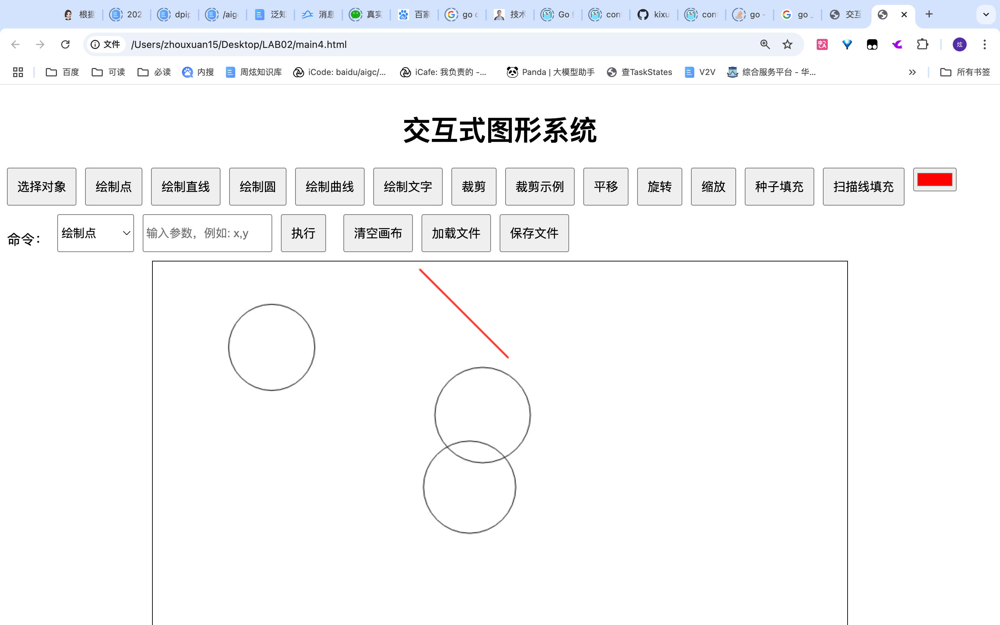 根据 202 dpip /aig 泛知 消息 真实 百家 go c 技术 Go con kixu con go - go _ 交互
文件 /Users/zhouxuan15/Desktop/LAB02/main4.html 炫
百度 可读 必读 内搜 周炫知识库 iCode: baidu/aigc/... iCafe: 我负责的 -... Panda | 大模型助手 查TaskStates V2V 综合服务平台 - 华... 所有书签
交互式图形系统
选择对象 绘制点 绘制直线 绘制圆 绘制曲线 绘制文字 裁剪 裁剪示例 平移 旋转 缩放 种子填充 扫描线填充
命令： 绘制点 输入参数，例如: x,y 执行 清空画布 加载文件 保存文件